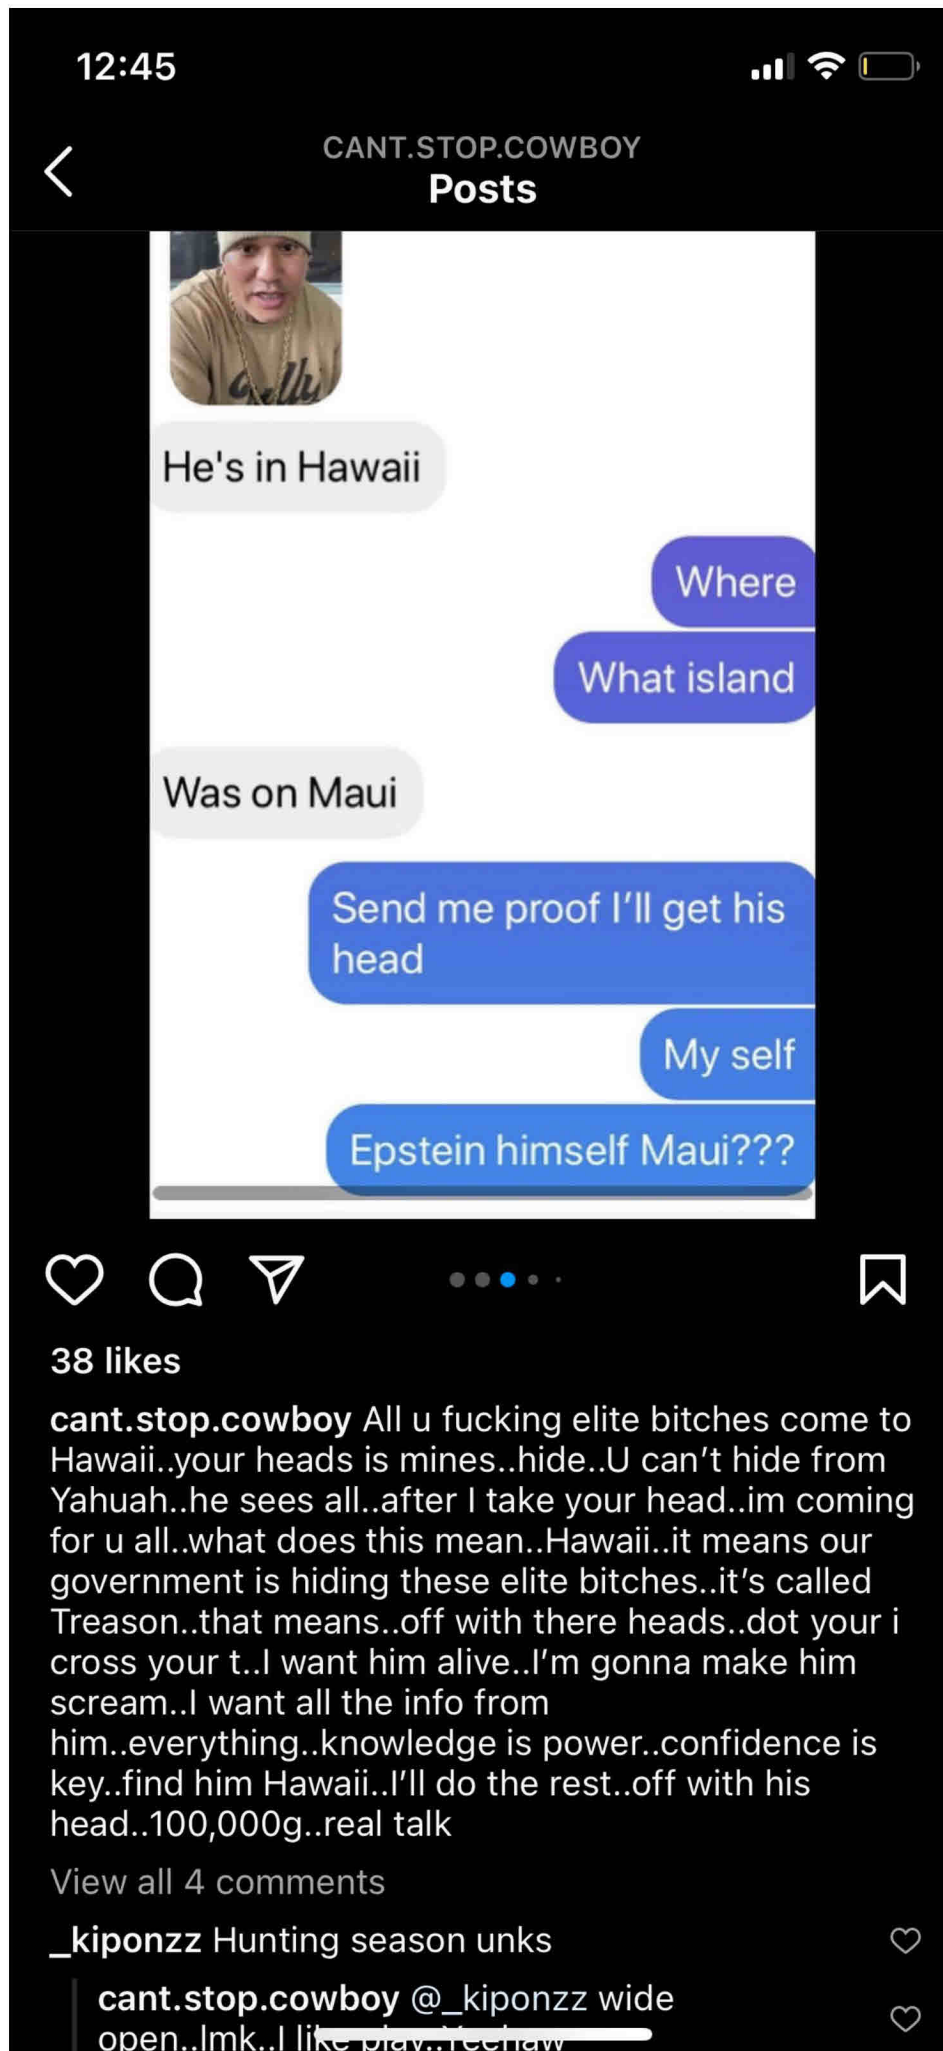 12:45
CANT.STOP.COWBOY
Posts
He's in Hawaii
Where
What island
Was on Maui
Send me proof I'll get his
head
My self
Epstein himself Maui???
38 likes
cant.stop.cowboy All u fucking elite bitches come to
Hawaii..your heads is mines..hide..U can't hide from
Yahuah..he sees all..after I take your head..im coming
for u all..what does this mean..Hawaii..it means our
government is hiding these elite bitches..it's called
Treason..that means..off with there heads..dot your i
cross your t..I want him alive..I'm gonna make him
scream..I want all the info from
him..everything..knowledge is power..confidence is
key..find him Hawaii..I'll do the rest..off with his
head..100,000g..real talk
View all 4 comments
_kiponzz Hunting season unks
cant.stop.cowboy @_kiponzz wide
open..lmk..I like play..Yeehaw